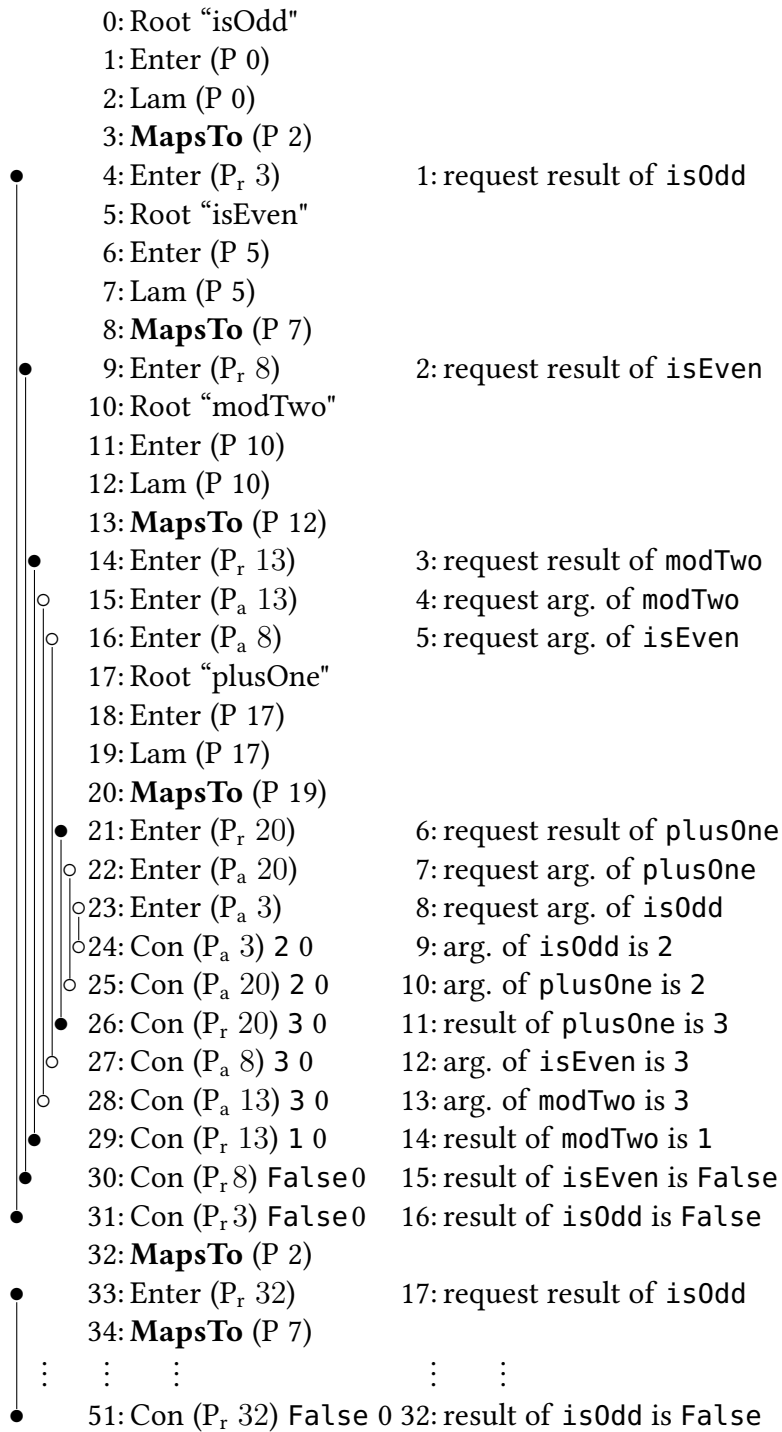 0: Root “isOdd"
1: Enter (P 0)
2: Lam (P 0)
3: MapsTo (P 2)
4: Enter (Pr 3) 1: request result of isOdd
5: Root “isEven"
6: Enter (P 5)
7: Lam (P 5)
8: MapsTo (P 7)
9: Enter (Pr 8) 2: request result of isEven
10: Root “modTwo"
11: Enter (P 10)
12: Lam (P 10)
13: MapsTo (P 12)
14: Enter (Pr 13) 3: request result of modTwo
15: Enter (Pa 13) 4: request arg. of modTwo
16: Enter (Pa 8) 5: request arg. of isEven
17: Root “plusOne"
18: Enter (P 17)
19: Lam (P 17)
20: MapsTo (P 19)
21: Enter (Pr 20) 6: request result of plusOne
22: Enter (Pa 20) 7: request arg. of plusOne
23: Enter (Pa 3) 8: request arg. of isOdd
24: Con (Pa 3) 2 0 9: arg. of isOdd is 2
25: Con (Pa 20) 2 0 10: arg. of plusOne is 2
26: Con (Pr 20) 3 0 11: result of plusOne is 3
27: Con (Pa 8) 3 0 12: arg. of isEven is 3
28: Con (Pa 13) 3 0 13: arg. of modTwo is 3
29: Con (Pr 13) 1 0 14: result of modTwo is 1
30: Con (Pr 8) False 0 15: result of isEven is False
31: Con (Pr 3) False 0 16: result of isOdd is False
32: MapsTo (P 2)
33: Enter (Pr 32) 17: request result of isOdd
34: MapsTo (P 7)
⋮ ⋮ ⋮ ⋮ ⋮
51: Con (Pr 32) False 0 32: result of isOdd is False